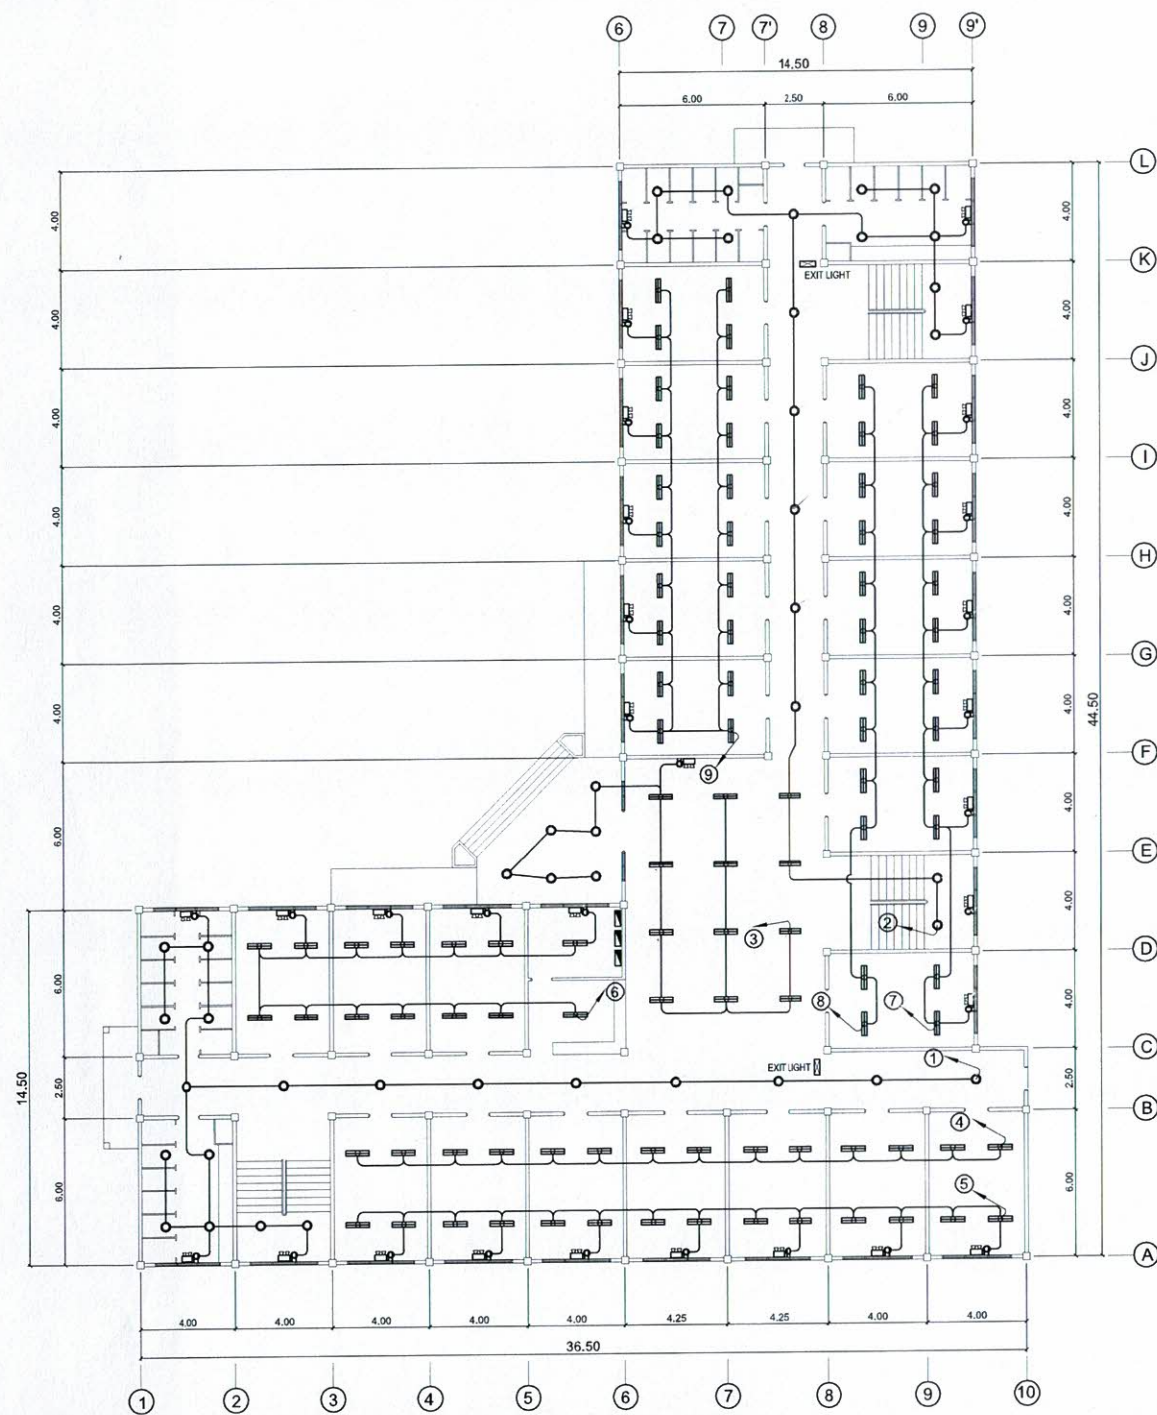 6 7 7' 8 9 9'
14.50
6.00 2.50 6.00
L
4.00 4.00
K
EXIT LIGHT
4.00 4.00
J
4.00 4.00
I
4.00 4.00
H
4.00 4.00
G
4.00 4.00
44.50
F
9
6.00 4.00
E
2
4.00
3
D
6
6.00 4.00
8 7
C
1
EXIT LIGHT
14.50
2.50 2.50
B
4
5
6.00 6.00
A
4.00 4.00 4.00 4.00 4.00 4.25 4.25 4.00 4.00
36.50
1 2 3 4 5 6 7 8 9 10